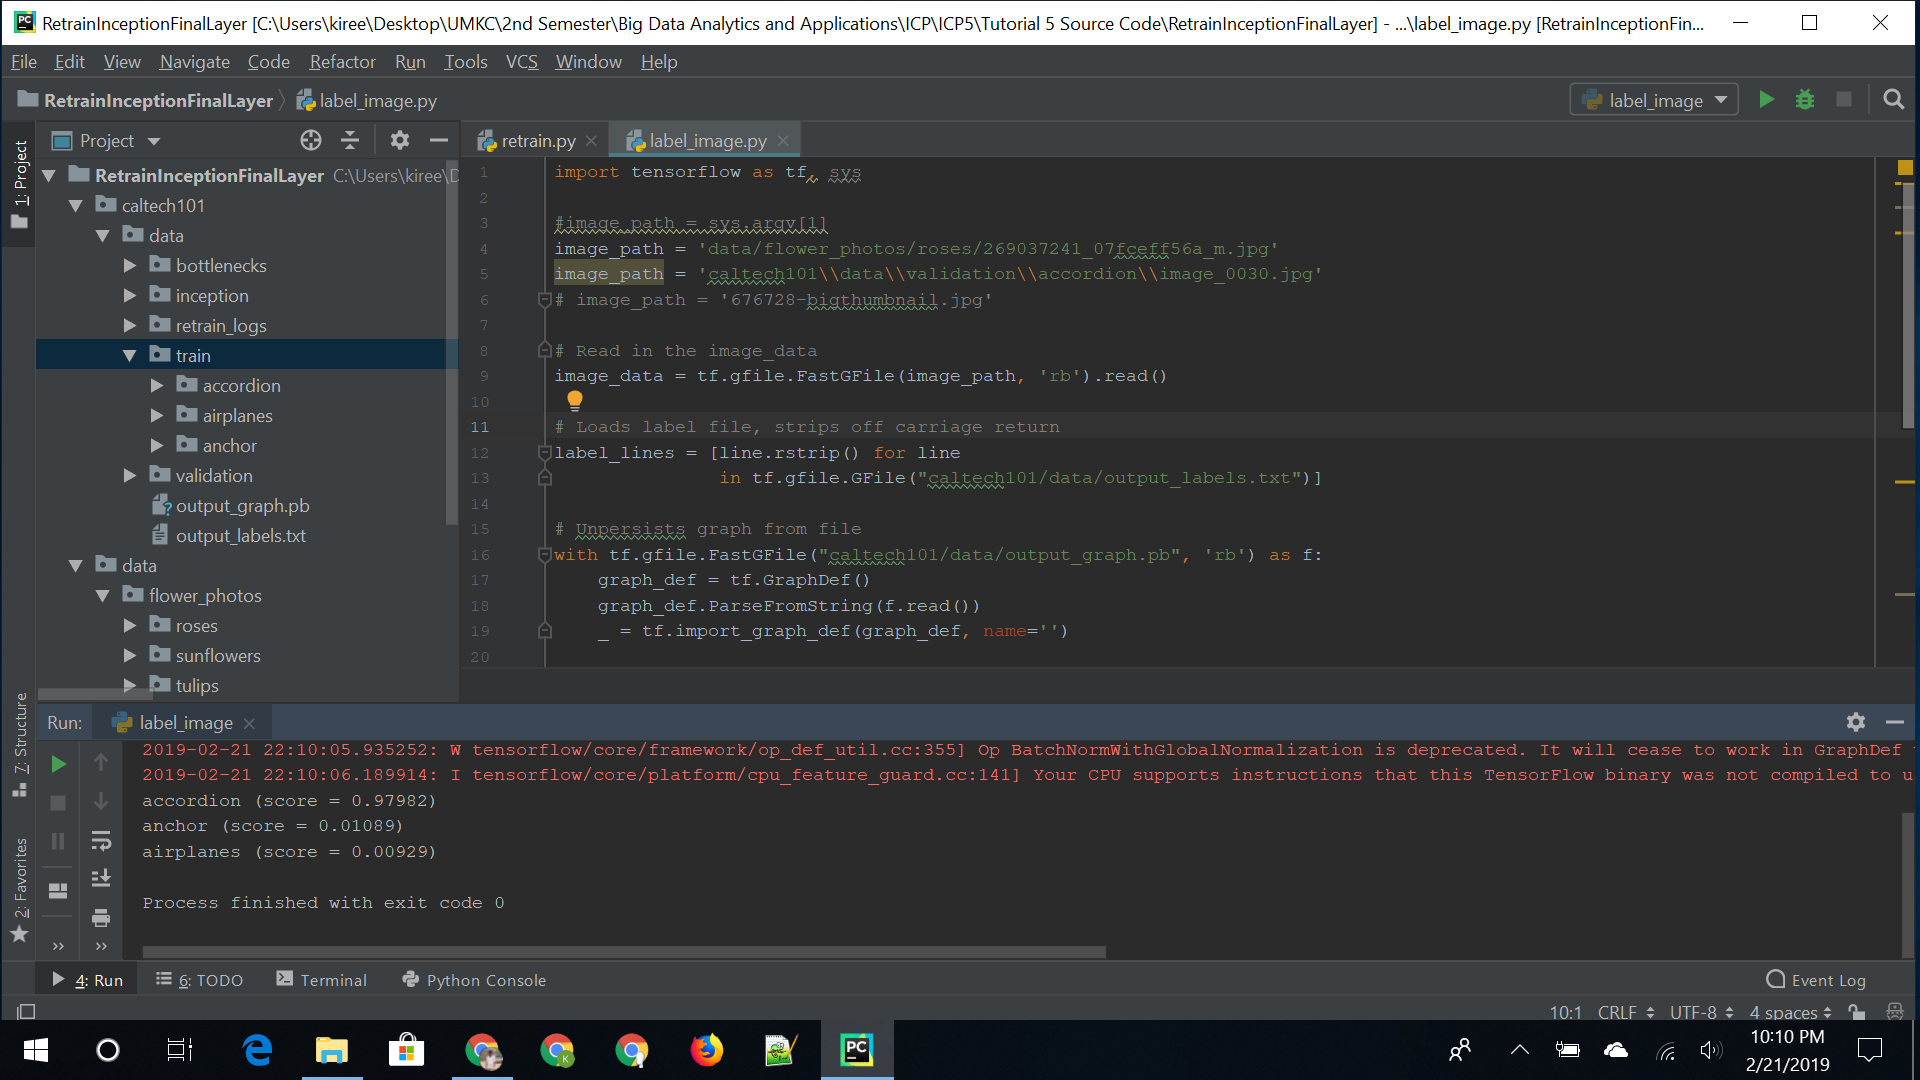 RetrainInceptionFinalLayer [C:\Users\kiree\Desktop\UMKC\2nd Semester\Big Data Analytics and Applications\ICP\ICP5\Tutorial 5 Source Code\RetrainInceptionFinalLayer] - ...\label_image.py [RetrainInceptionFin...
File Edit View Navigate Code Refactor Run Tools VCS Window Help
RetrainInceptionFinalLayer label_image.py label_image
1: Project
Project
retrain.py label_image.py
RetrainInceptionFinalLayer C:\Users\kiree\D
caltech101
data
bottlenecks
inception
retrain_logs
train
accordion
airplanes
anchor
validation
output_graph.pb
output_labels.txt
data
flower_photos
roses
sunflowers
tulips
1 import tensorflow as tf, sys
2
3 #image_path = sys.argv[1]
4 image_path = 'data/flower_photos/roses/269037241_07fceff56a_m.jpg'
5 image_path = 'caltech101\\data\\validation\\accordion\\image_0030.jpg'
6 # image_path = '676728-bigthumbnail.jpg'
7
8 # Read in the image_data
9 image_data = tf.gfile.FastGFile(image_path, 'rb').read()
10
11 # Loads label file, strips off carriage return
12 label_lines = [line.rstrip() for line
13 in tf.gfile.GFile("caltech101/data/output_labels.txt")]
14
15 # Unpersists graph from file
16 with tf.gfile.FastGFile("caltech101/data/output_graph.pb", 'rb') as f:
17 graph_def = tf.GraphDef()
18 graph_def.ParseFromString(f.read())
19 _ = tf.import_graph_def(graph_def, name='')
20
7: Structure
2: Favorites
Run: label_image
2019-02-21 22:10:05.935252: W tensorflow/core/framework/op_def_util.cc:355] Op BatchNormWithGlobalNormalization is deprecated. It will cease to work in GraphDef
2019-02-21 22:10:06.189914: I tensorflow/core/platform/cpu_feature_guard.cc:141] Your CPU supports instructions that this TensorFlow binary was not compiled to u
accordion (score = 0.97982)
anchor (score = 0.01089)
airplanes (score = 0.00929)
Process finished with exit code 0
4: Run 6: TODO Terminal Python Console Event Log
10:1 CRLF UTF-8 4 spaces
10:10 PM
2/21/2019